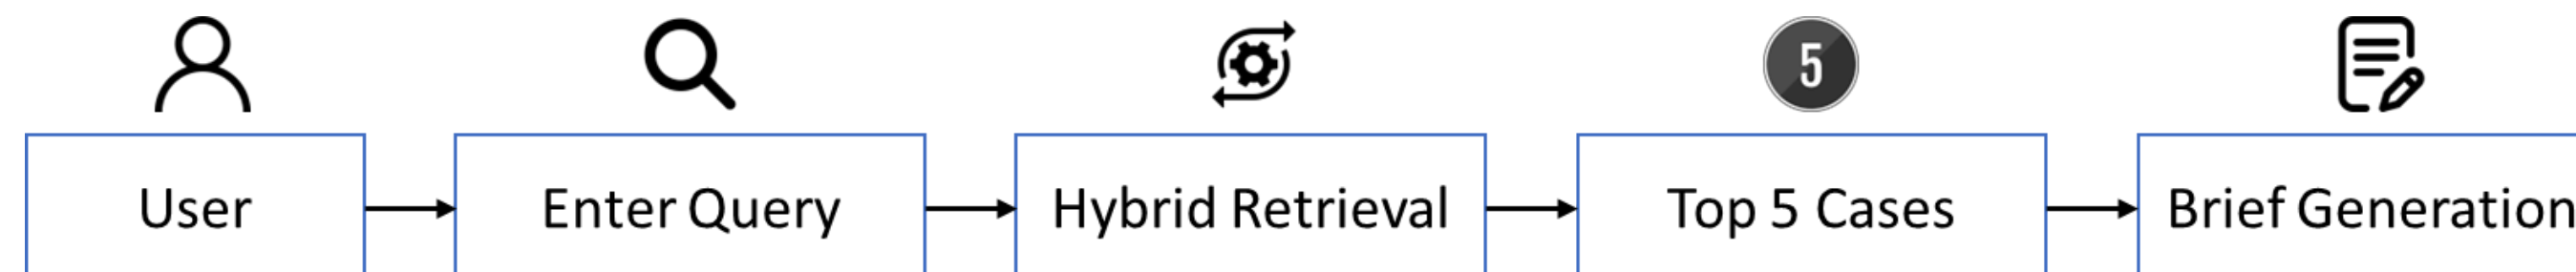 5
User
Enter Query
Hybrid Retrieval
Top 5 Cases
Brief Generation